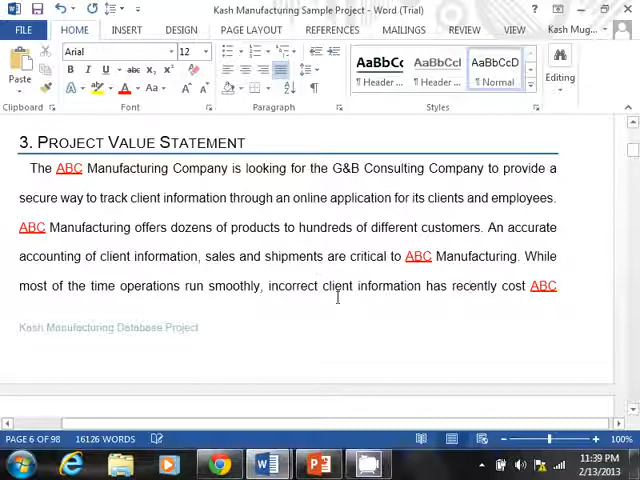 Kash Manufacturing Sample Project - Word (Trial)
FILE HOME INSERT DESIGN PAGE LAYOUT REFERENCES MAILINGS REVIEW VIEW Kash Mug...
Paste
Clipboard
Arial 12
B I U abc x₂ x²
A A Aa A A
Font
Paragraph
AaBbCc AaBbCc AaBbCcD
¶ Header... ¶ Header... ¶ Normal
Styles
Editing
3. PROJECT VALUE STATEMENT
The ABC Manufacturing Company is looking for the G&B Consulting Company to provide a
secure way to track client information through an online application for its clients and employees.
ABC Manufacturing offers dozens of products to hundreds of different customers. An accurate
accounting of client information, sales and shipments are critical to ABC Manufacturing. While
most of the time operations run smoothly, incorrect client information has recently cost ABC
Kash Manufacturing Database Project
PAGE 6 OF 98 16126 WORDS 100%
11:39 PM
2/13/2013